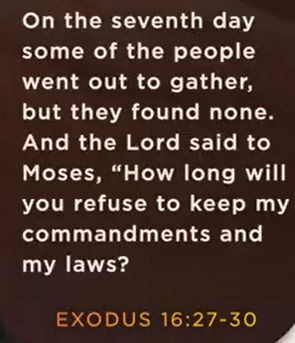 On the seventh day
some of the people
went out to gather,
but they found none.
And the Lord said to
Moses, “How long will
you refuse to keep my
commandments and
my laws?
EXODUS 16:27-30